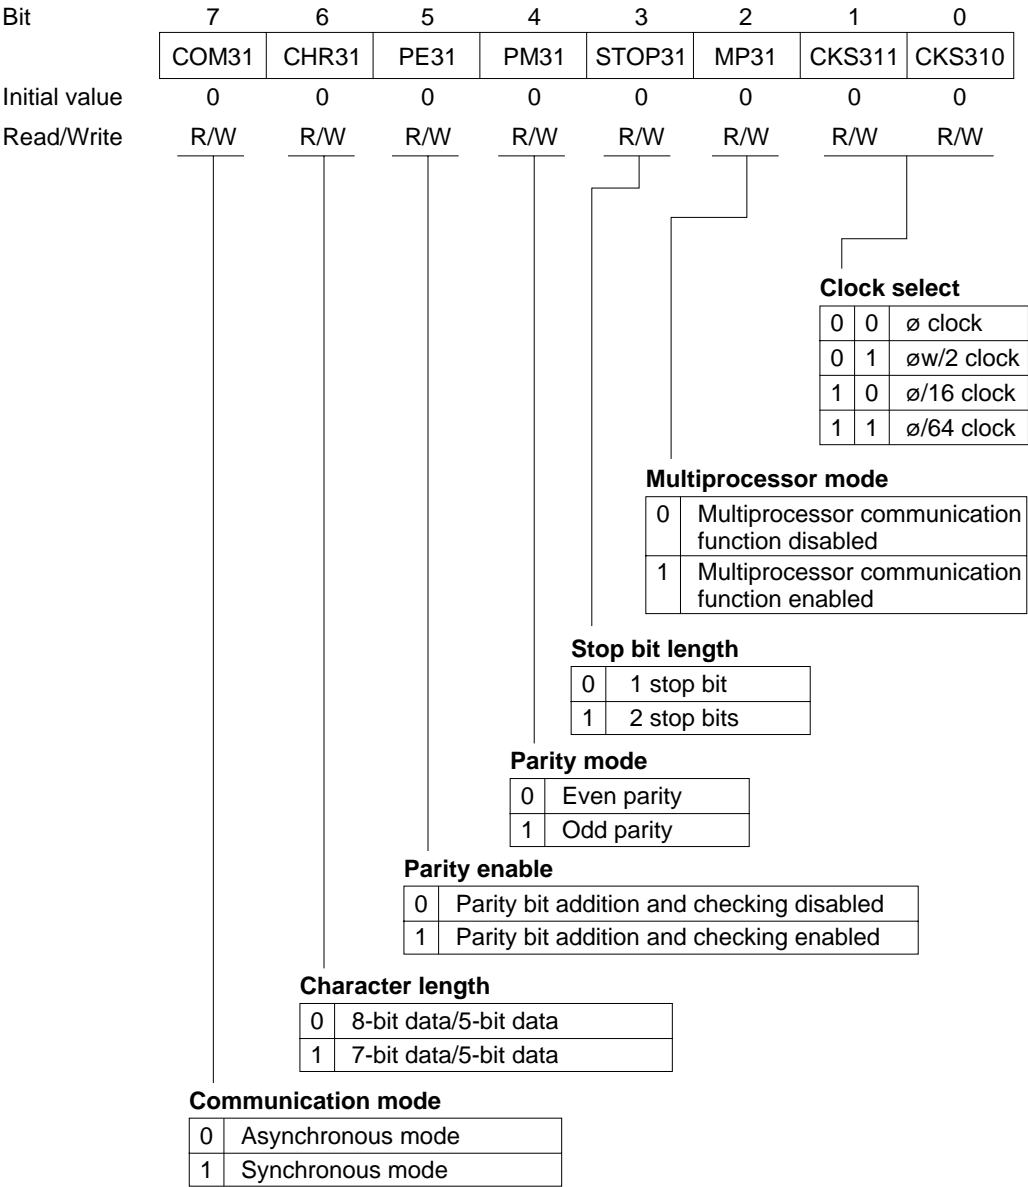 Bit 7 6 5 4 3 2 1 0
COM31 CHR31 PE31 PM31 STOP31 MP31 CKS311 CKS310
Initial value 0 0 0 0 0 0 0 0
Read/Write R/W R/W R/W R/W R/W R/W R/W R/W
Clock select
0 0 ø clock
0 1 øw/2 clock
1 0 ø/16 clock
1 1 ø/64 clock
Multiprocessor mode
0 Multiprocessor communication
function disabled
1 Multiprocessor communication
function enabled
Stop bit length
0 1 stop bit
1 2 stop bits
Parity mode
0 Even parity
1 Odd parity
Parity enable
0 Parity bit addition and checking disabled
1 Parity bit addition and checking enabled
Character length
0 8-bit data/5-bit data
1 7-bit data/5-bit data
Communication mode
0 Asynchronous mode
1 Synchronous mode